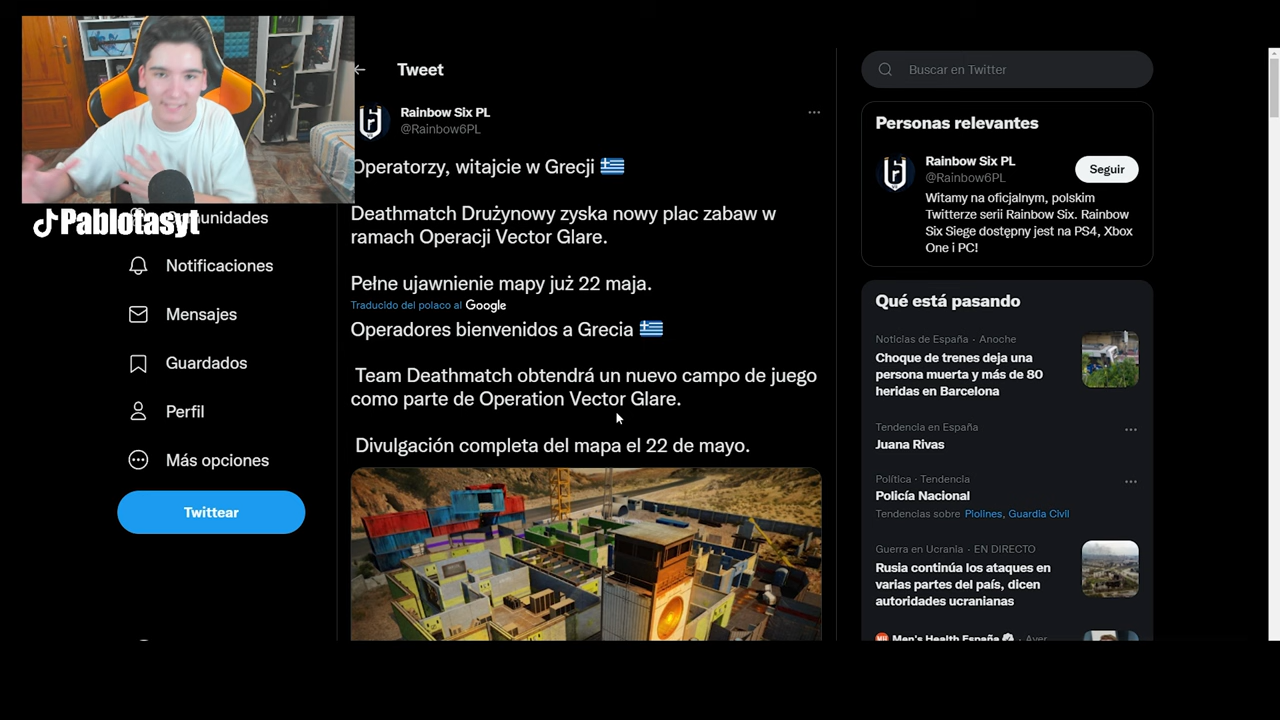 Pablotasyt
Comunidades
Notificaciones
Mensajes
Guardados
Perfil
Más opciones
Twittear
Tweet
Rainbow Six PL
@Rainbow6PL
Operatorzy, witajcie w Grecji
Deathmatch Drużynowy zyska nowy plac zabaw w
ramach Operacji Vector Glare.
Pełne ujawnienie mapy już 22 maja.
Traducido del polaco al Google
Operadores bienvenidos a Grecia
Team Deathmatch obtendrá un nuevo campo de juego
como parte de Operation Vector Glare.
Divulgación completa del mapa el 22 de mayo.
Buscar en Twitter
Personas relevantes
Rainbow Six PL
@Rainbow6PL
Seguir
Witamy na oficjalnym, polskim
Twitterze serii Rainbow Six. Rainbow
Six Siege dostępny jest na PS4, Xbox
One i PC!
Qué está pasando
Noticias de España · Anoche
Choque de trenes deja una
persona muerta y más de 80
heridas en Barcelona
Tendencia en España
Juana Rivas
Política · Tendencia
Policía Nacional
Tendencias sobre Piolines, Guardia Civil
Guerra en Ucrania · EN DIRECTO
Rusia continúa los ataques en
varias partes del país, dicen
autoridades ucranianas
Men's Health España · Ayer